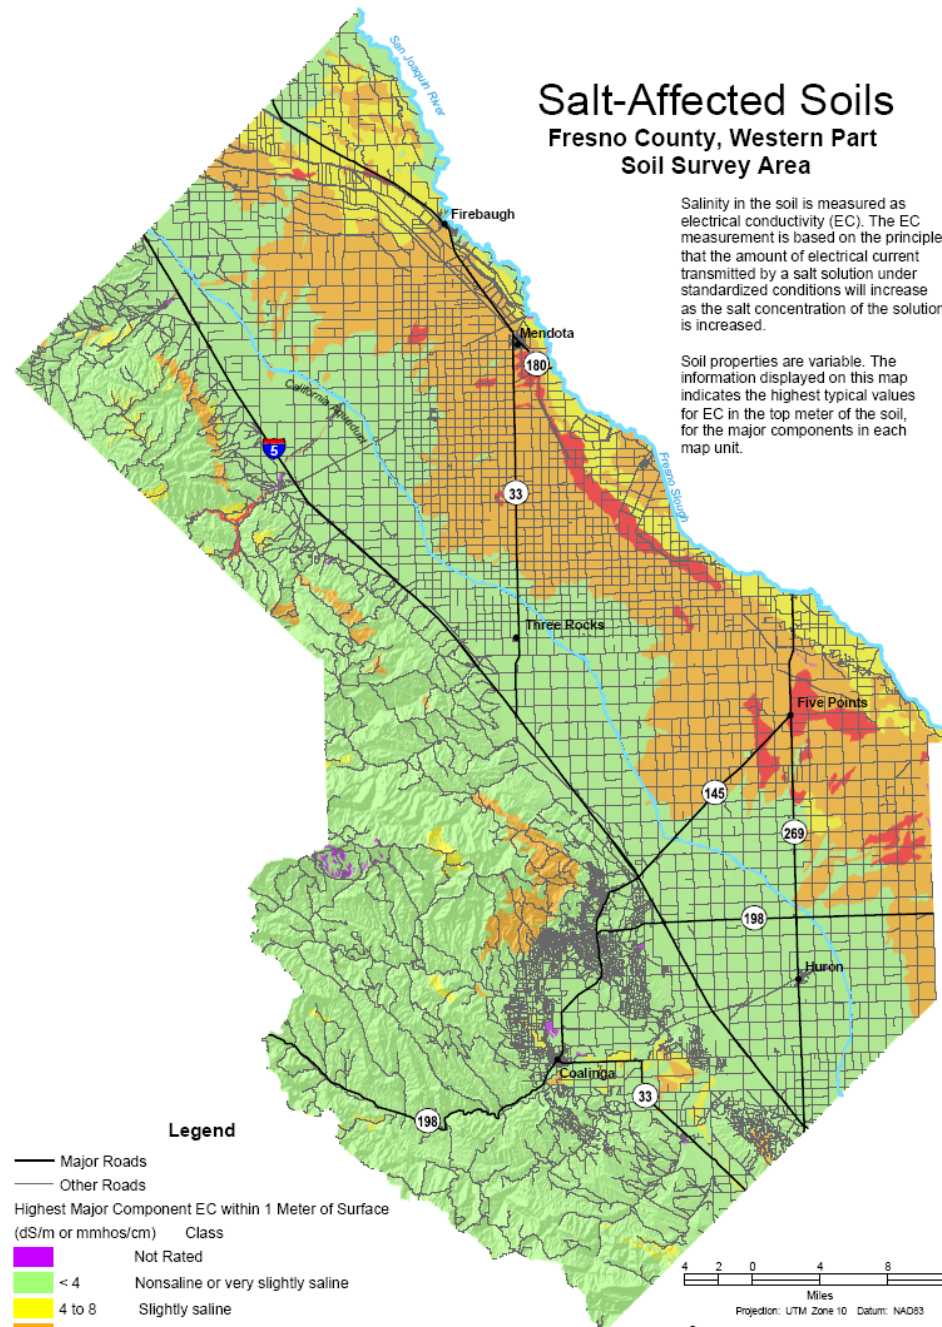 San Joaquin River
Salt-Affected Soils
Fresno County, Western Part
Soil Survey Area
Salinity in the soil is measured as
electrical conductivity (EC). The EC
measurement is based on the principle
that the amount of electrical current
transmitted by a salt solution under
standardized conditions will increase
as the salt concentration of the solution
is increased.
Soil properties are variable. The
information displayed on this map
indicates the highest typical values
for EC in the top meter of the soil,
for the major components in each
map unit.
Firebaugh
Mendota
180
California Aqueduct
5
33
Fresno Slough
Three Rocks
Five Points
145
269
198
Huron
Coalinga
33
198
Legend
Major Roads
Other Roads
Highest Major Component EC within 1 Meter of Surface
(dS/m or mmhos/cm) Class
Not Rated
< 4 Nonsaline or very slightly saline
4 to 8 Slightly saline
4 2 0 4 8
Miles
Projection: UTM Zone 10 Datum: NAD83